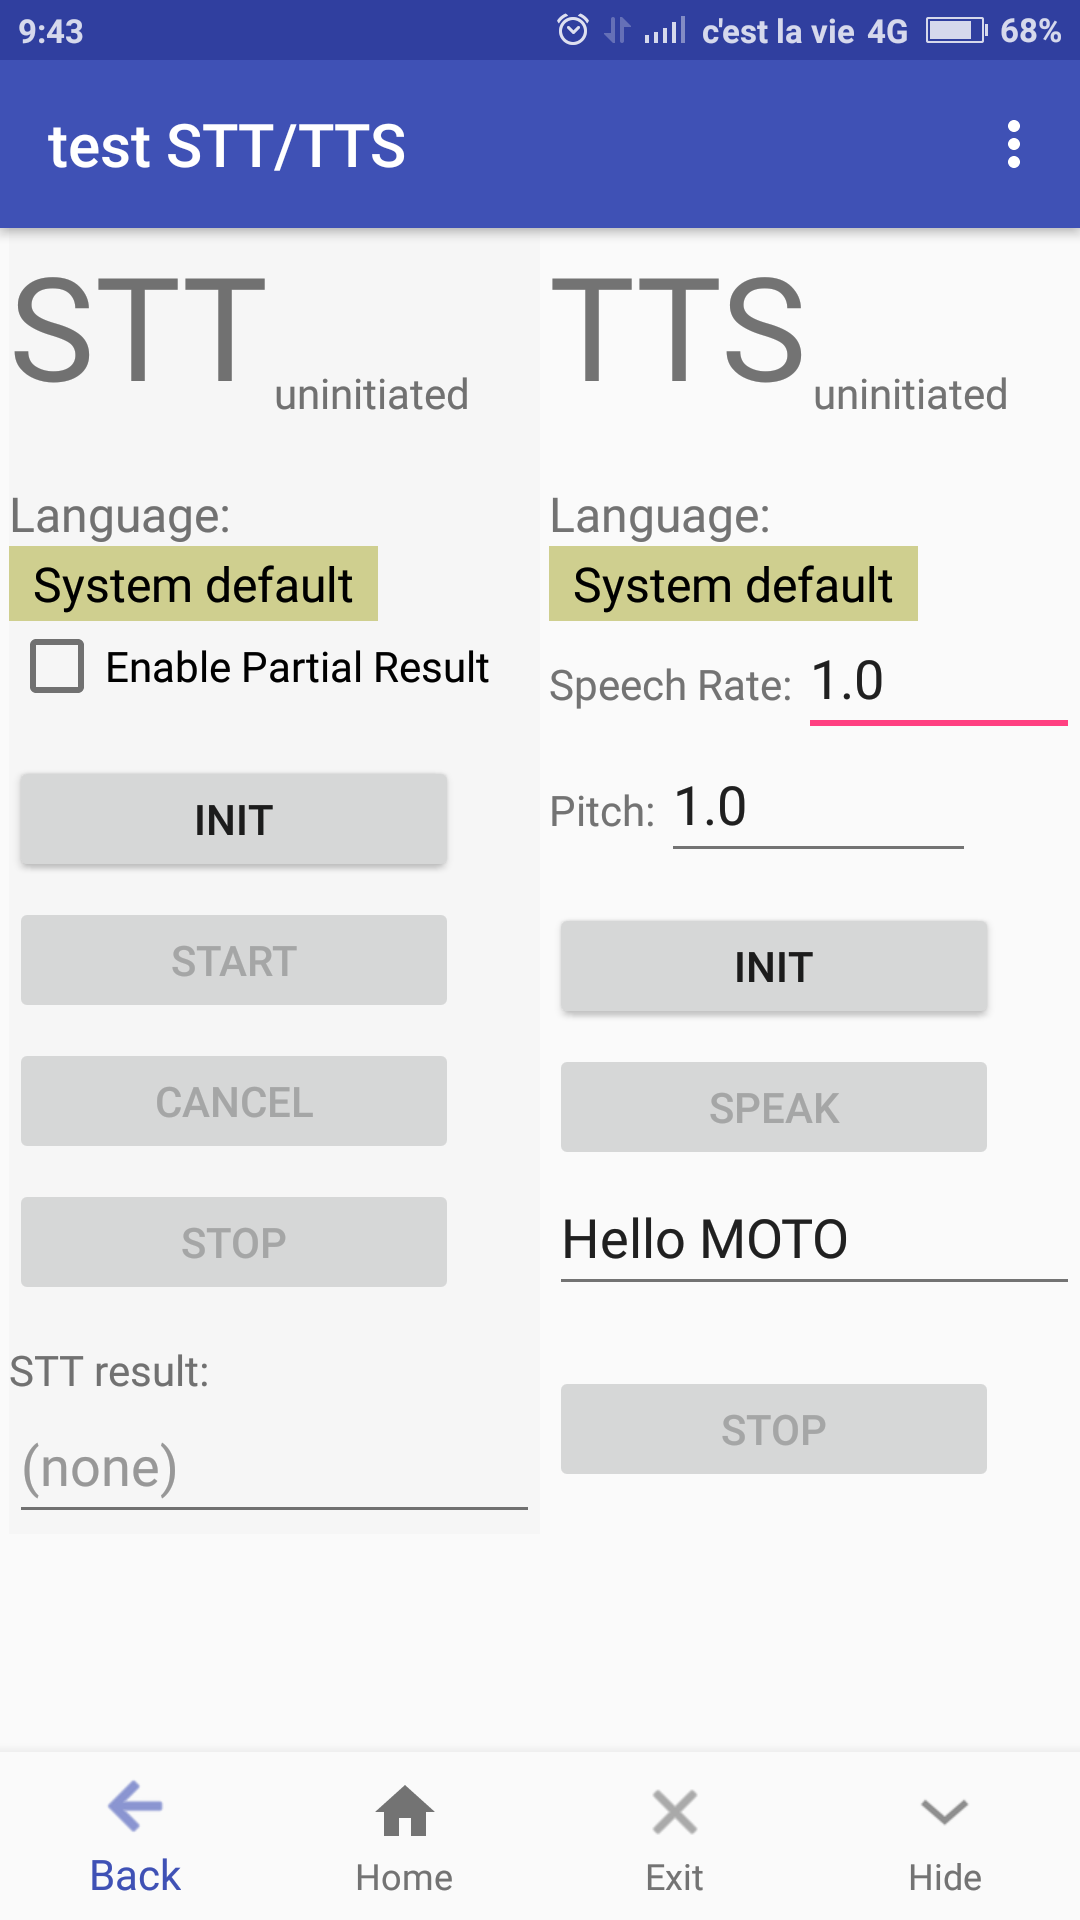 9:43 c'est la vie 4G 68%
test STT/TTS
STT uninitiated
Language:
System default
Enable Partial Result
INIT
START
CANCEL
STOP
STT result:
(none)
TTS uninitiated
Language:
System default
Speech Rate: 1.0
Pitch: 1.0
INIT
SPEAK
Hello MOTO
STOP
Back Home Exit Hide